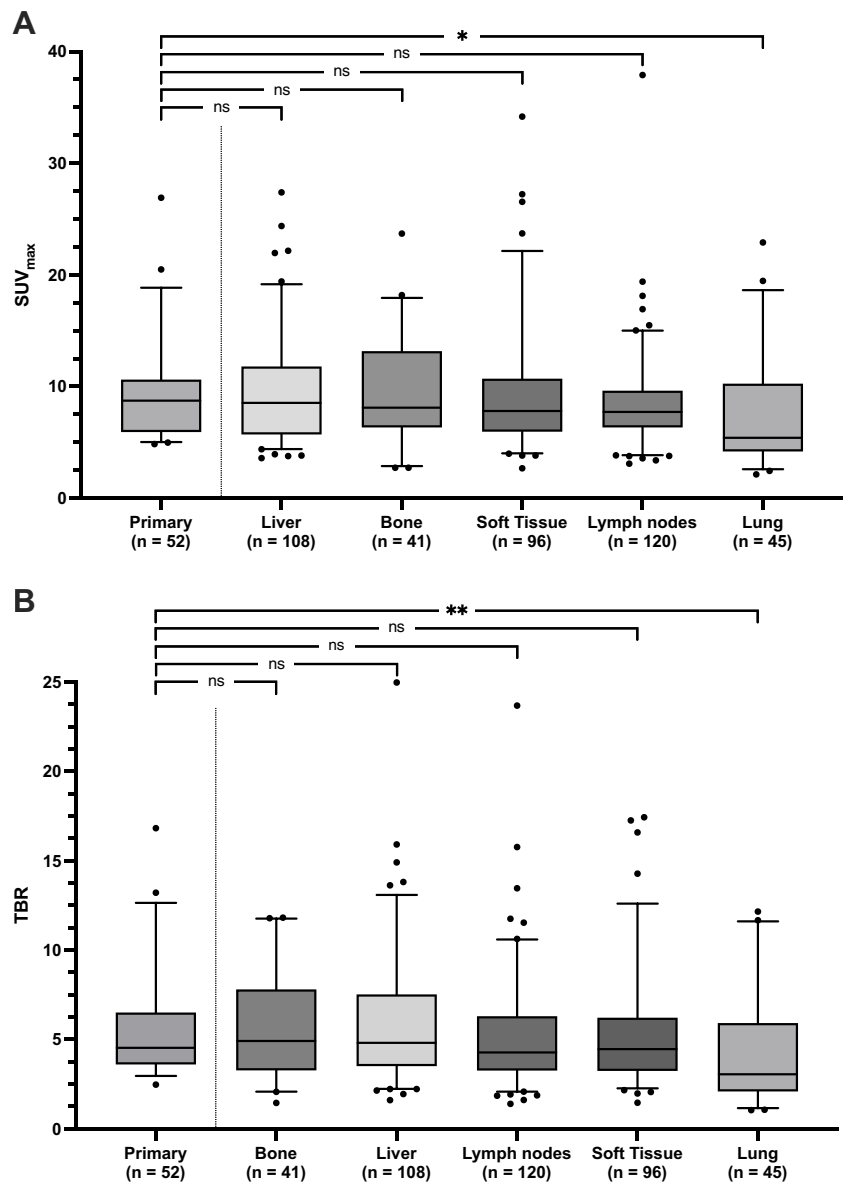 A
*
ns
ns
ns
ns
40
30
20
10
0
SUVmax
Primary Liver Bone Soft Tissue Lymph nodes Lung
(n = 52) (n = 108) (n = 41) (n = 96) (n = 120) (n = 45)
B
**
ns
ns
ns
ns
25
20
15
10
5
0
TBR
Primary Bone Liver Lymph nodes Soft Tissue Lung
(n = 52) (n = 41) (n = 108) (n = 120) (n = 96) (n = 45)